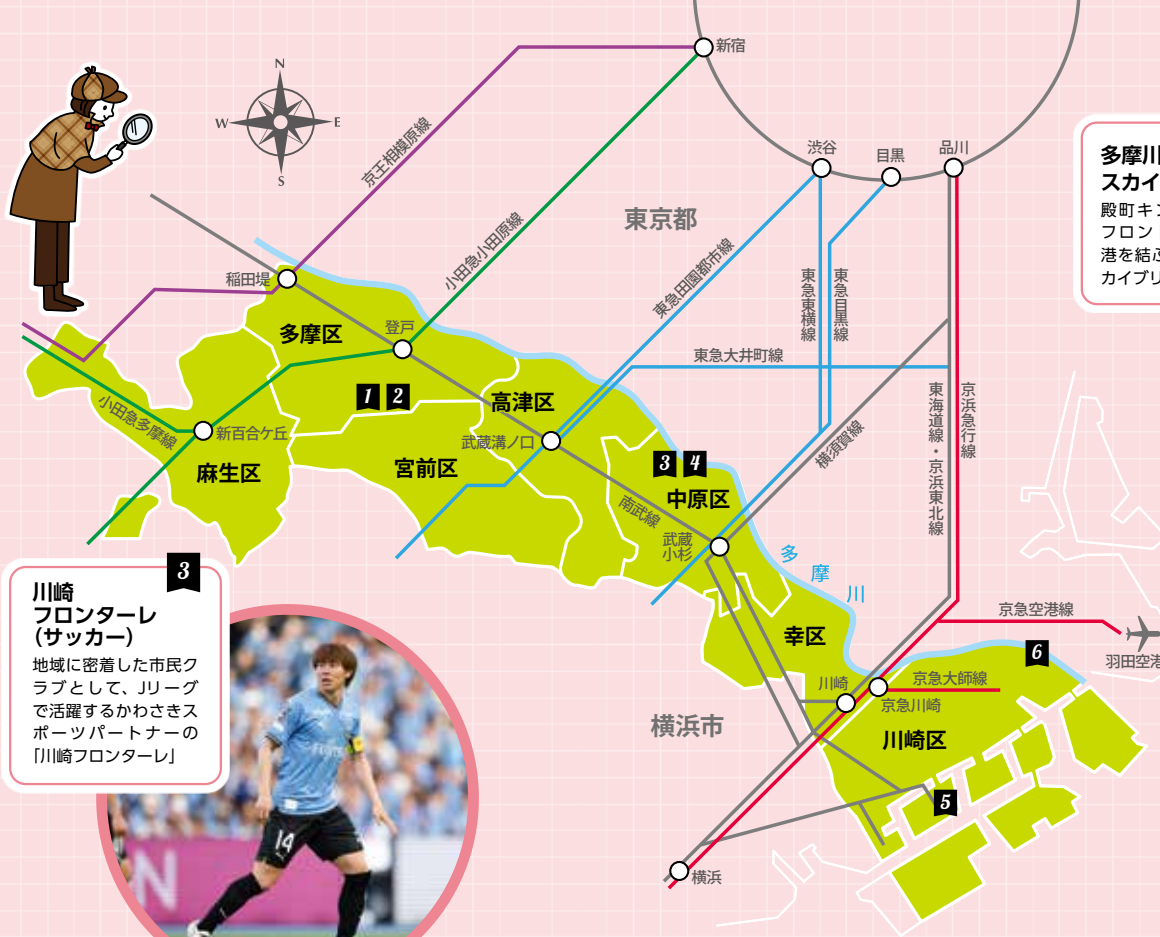 新宿
N
W
E
S
京王相模原線
小田急小田原線
渋谷
目黒
品川
東京都
東急田園都市線
東急東横線
東急目黒線
東急大井町線
横須賀線
東海道線・京浜東北線
京浜急行線
多摩川
スカイ
フロン
港を結
カイブリ
稲田堤
多摩区
登戸
1
2
高津区
小田急多摩線
新百合ケ丘
麻生区
宮前区
武蔵溝ノ口
3
4
中原区
南武線
武蔵
小杉
多摩川
幸区
京急空港線
羽田空港
6
川崎
京急大師線
京急川崎
川崎区
横浜市
5
横浜
3
川崎
フロンターレ
（サッカー）
地域に密着した市民ク
ラブとして、Jリーグ
で活躍するかわさきス
ポーツパートナーの
「川崎フロンターレ」
14